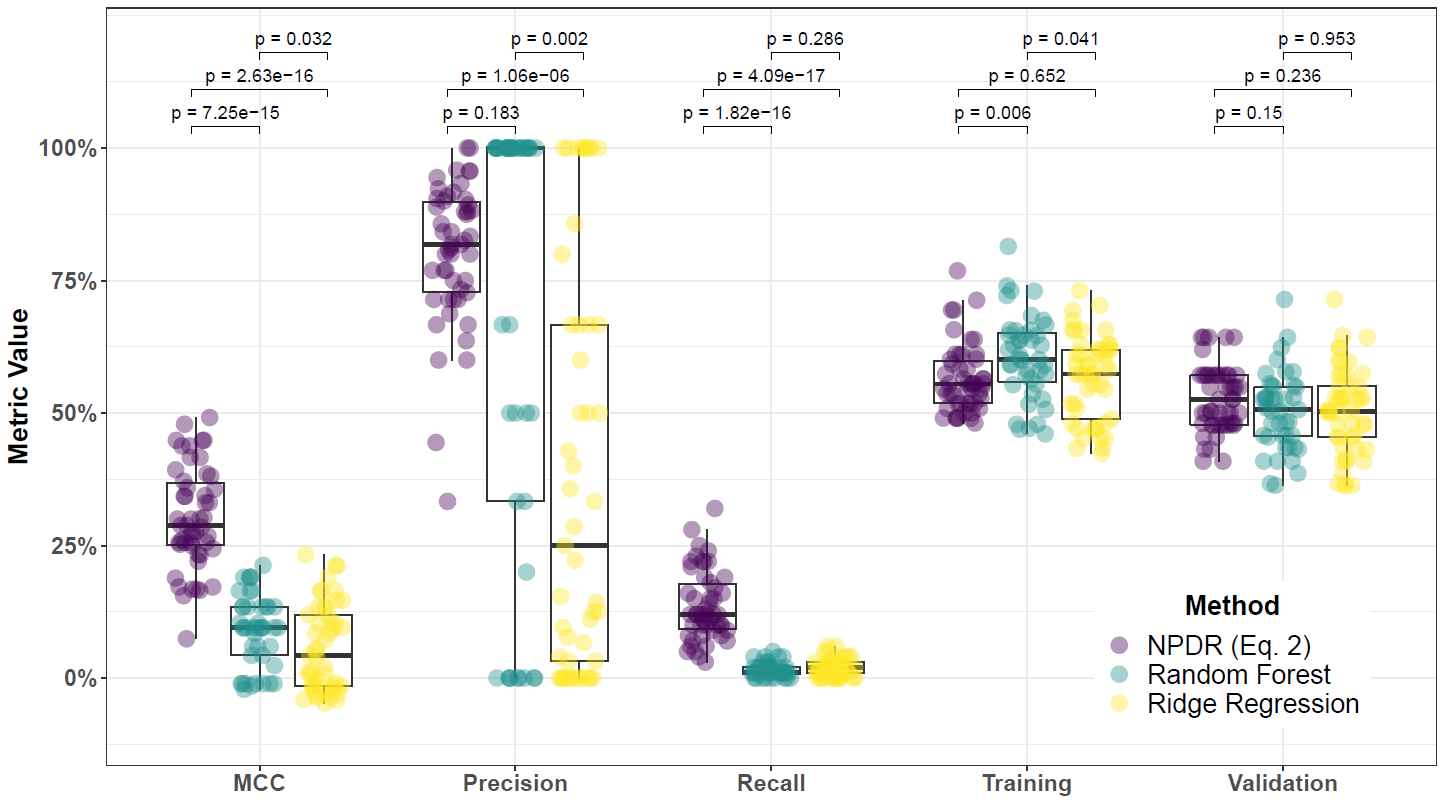 p = 0.032
p = 0.002
p = 0.286
p = 0.041
p = 0.953
p = 2.63e−16
p = 1.06e−06
p = 4.09e−17
p = 0.652
p = 0.236
p = 7.25e−15
p = 0.183
p = 1.82e−16
p = 0.006
p = 0.15
100%
75%
50%
25%
0%
Metric Value
Method
NPDR (Eq. 2)
Random Forest
Ridge Regression
MCC
Precision
Recall
Training
Validation